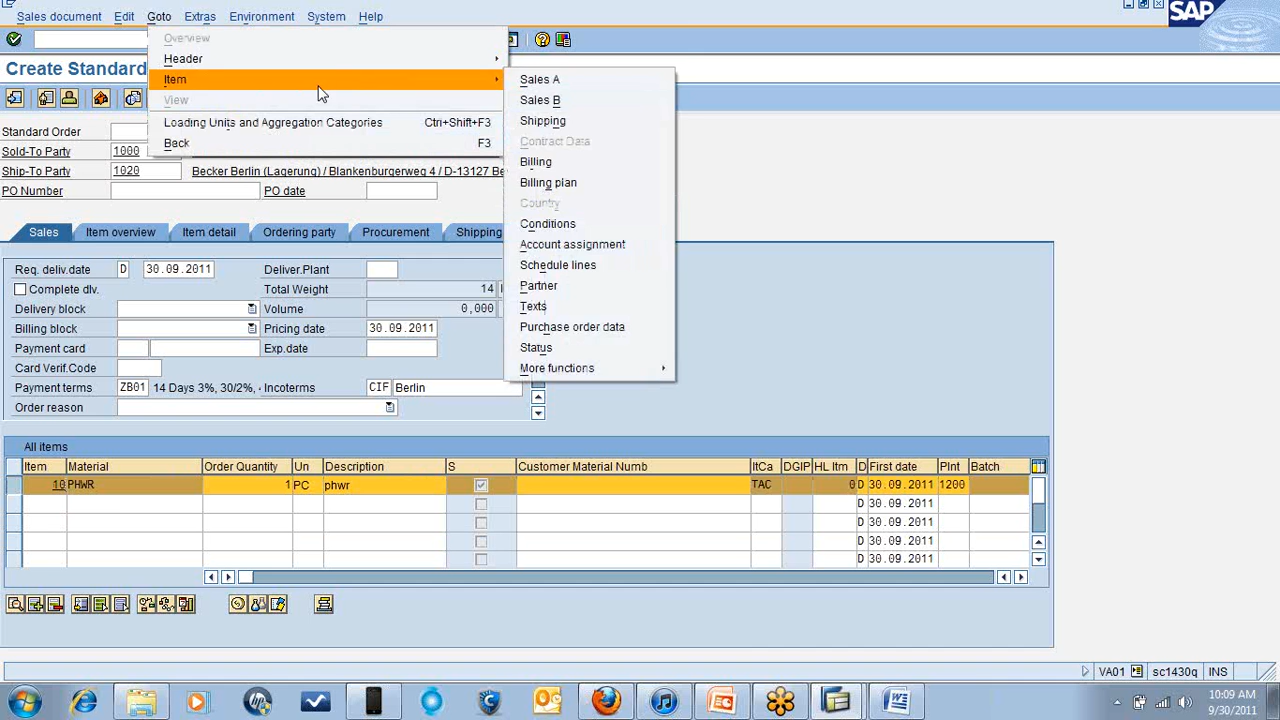 Sales document Edit Goto Extras Environment System Help
SAP
Overview
Header
Item
View
Loading Units and Aggregation Categories Ctrl+Shift+F3
Back F3
Sales A
Sales B
Shipping
Contract Data
Billing
Billing plan
Country
Conditions
Account assignment
Schedule lines
Partner
Texts
Purchase order data
Status
More functions
Create Standard
Standard Order
Sold-To Party 1000
Ship-To Party 1020 Becker Berlin (Lagerung) / Blankenburgerweg 4 / D-13127 Be
PO Number PO date
Sales Item overview Item detail Ordering party Procurement Shipping
Req. deliv.date D 30.09.2011 Deliver.Plant
Complete dlv. Total Weight 14
Delivery block Volume 0,000
Billing block Pricing date 30.09.2011
Payment card Exp.date
Card Verif.Code
Payment terms ZB01 14 Days 3%, 30/2%, Incoterms CIF Berlin
Order reason
All items
Item Material Order Quantity Un Description S Customer Material Numb ItCa DGIP HL Itm D First date Plnt Batch
10 PHWR 1 PC phwr TAC 0 D 30.09.2011 1200
D 30.09.2011
D 30.09.2011
D 30.09.2011
D 30.09.2011
VA01 sc1430q INS
10:09 AM
9/30/2011